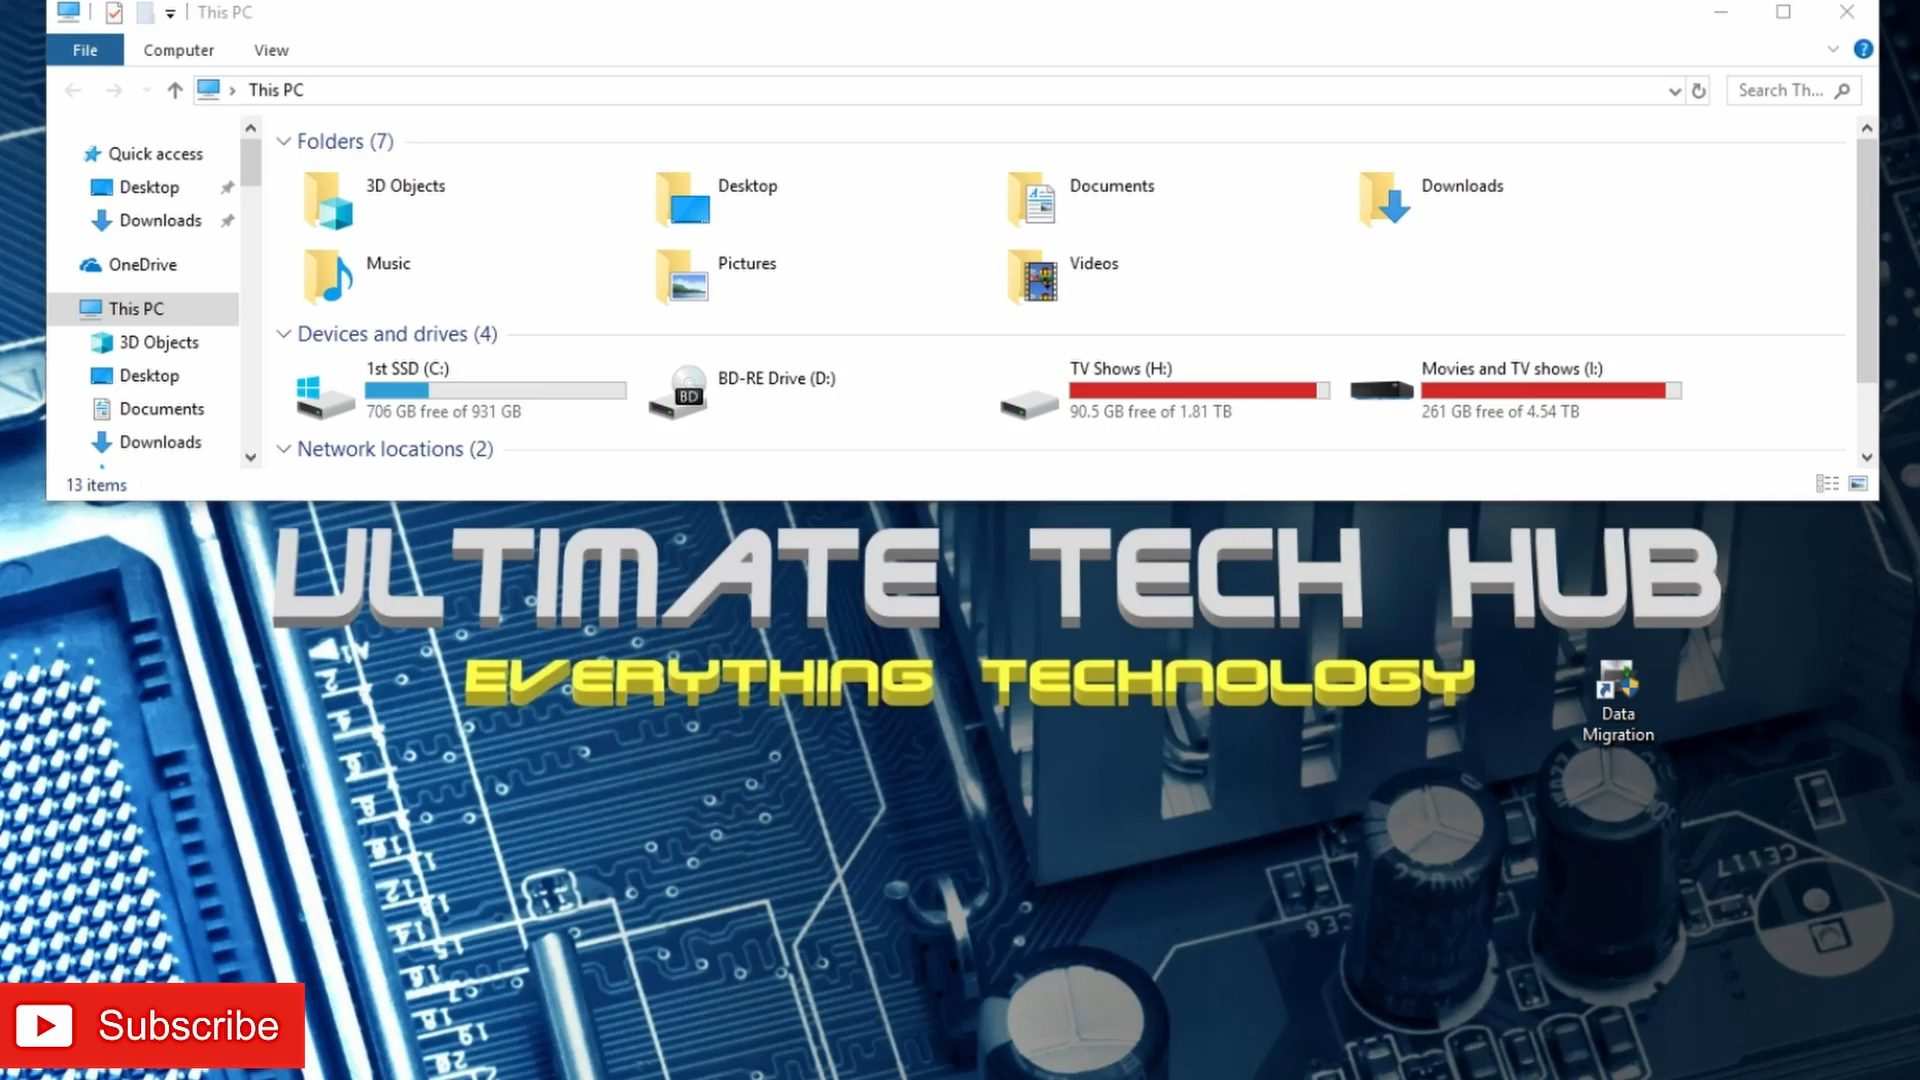 This PC
File Computer View
This PC
Search Th...
Quick access
Desktop
Downloads
OneDrive
This PC
3D Objects
Desktop
Documents
Downloads
Folders (7)
3D Objects
Desktop
Documents
Downloads
Music
Pictures
Videos
Devices and drives (4)
1st SSD (C:)
706 GB free of 931 GB
BD
BD-RE Drive (D:)
TV Shows (H:)
90.5 GB free of 1.81 TB
Movies and TV shows (I:)
261 GB free of 4.54 TB
Network locations (2)
13 items
ULTIMATE TECH HUB
EVERYTHING TECHNOLOGY
Data
Migration
CE117
CE6
Subscribe